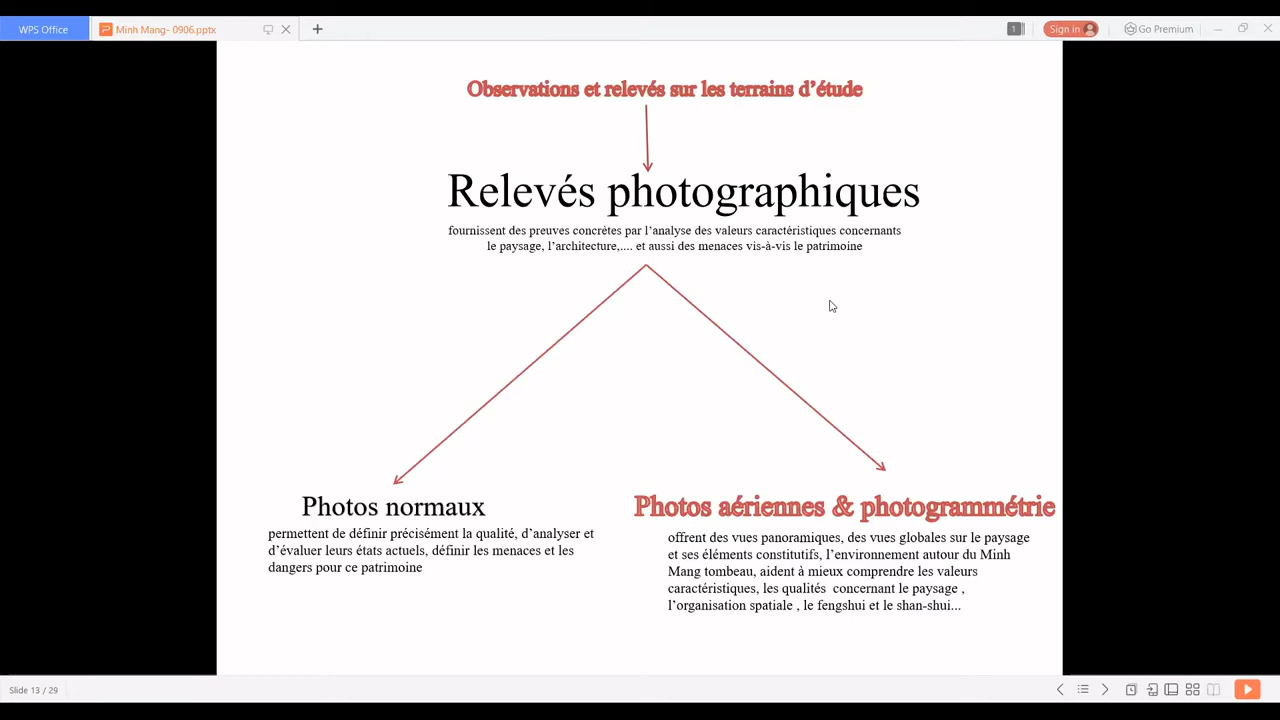 WPS Office
Minh Mang- 0906.pptx
1
Sign in
Go Premium
Observations et relevés sur les terrains d’étude
Relevés photographiques
fournissent des preuves concrètes par l’analyse des valeurs caractéristiques concernants
le paysage, l’architecture,.... et aussi des menaces vis-à-vis le patrimoine
Photos normaux
permettent de définir précisément la qualité, d’analyser et
d’évaluer leurs états actuels, définir les menaces et les
dangers pour ce patrimoine
Photos aériennes & photogrammétrie
offrent des vues panoramiques, des vues globales sur le paysage
et ses éléments constitutifs, l’environnement autour du Minh
Mang tombeau, aident à mieux comprendre les valeurs
caractéristiques, les qualités  concernant le paysage ,
l’organisation spatiale , le fengshui et le shan-shui...
Slide 13 / 29